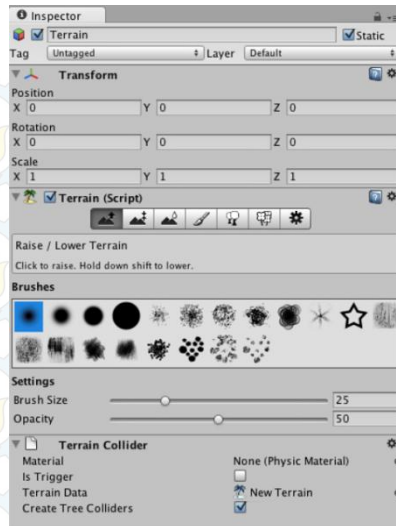 Inspector
Terrain
Static
Tag Untagged Layer Default
Transform
Position
X 0 Y 0 Z 0
Rotation
X 0 Y 0 Z 0
Scale
X 1 Y 1 Z 1
Terrain (Script)
Raise / Lower Terrain
Click to raise. Hold down shift to lower.
Brushes
Settings
Brush Size 25
Opacity 50
Terrain Collider
Material None (Physic Material)
Is Trigger
Terrain Data New Terrain
Create Tree Colliders